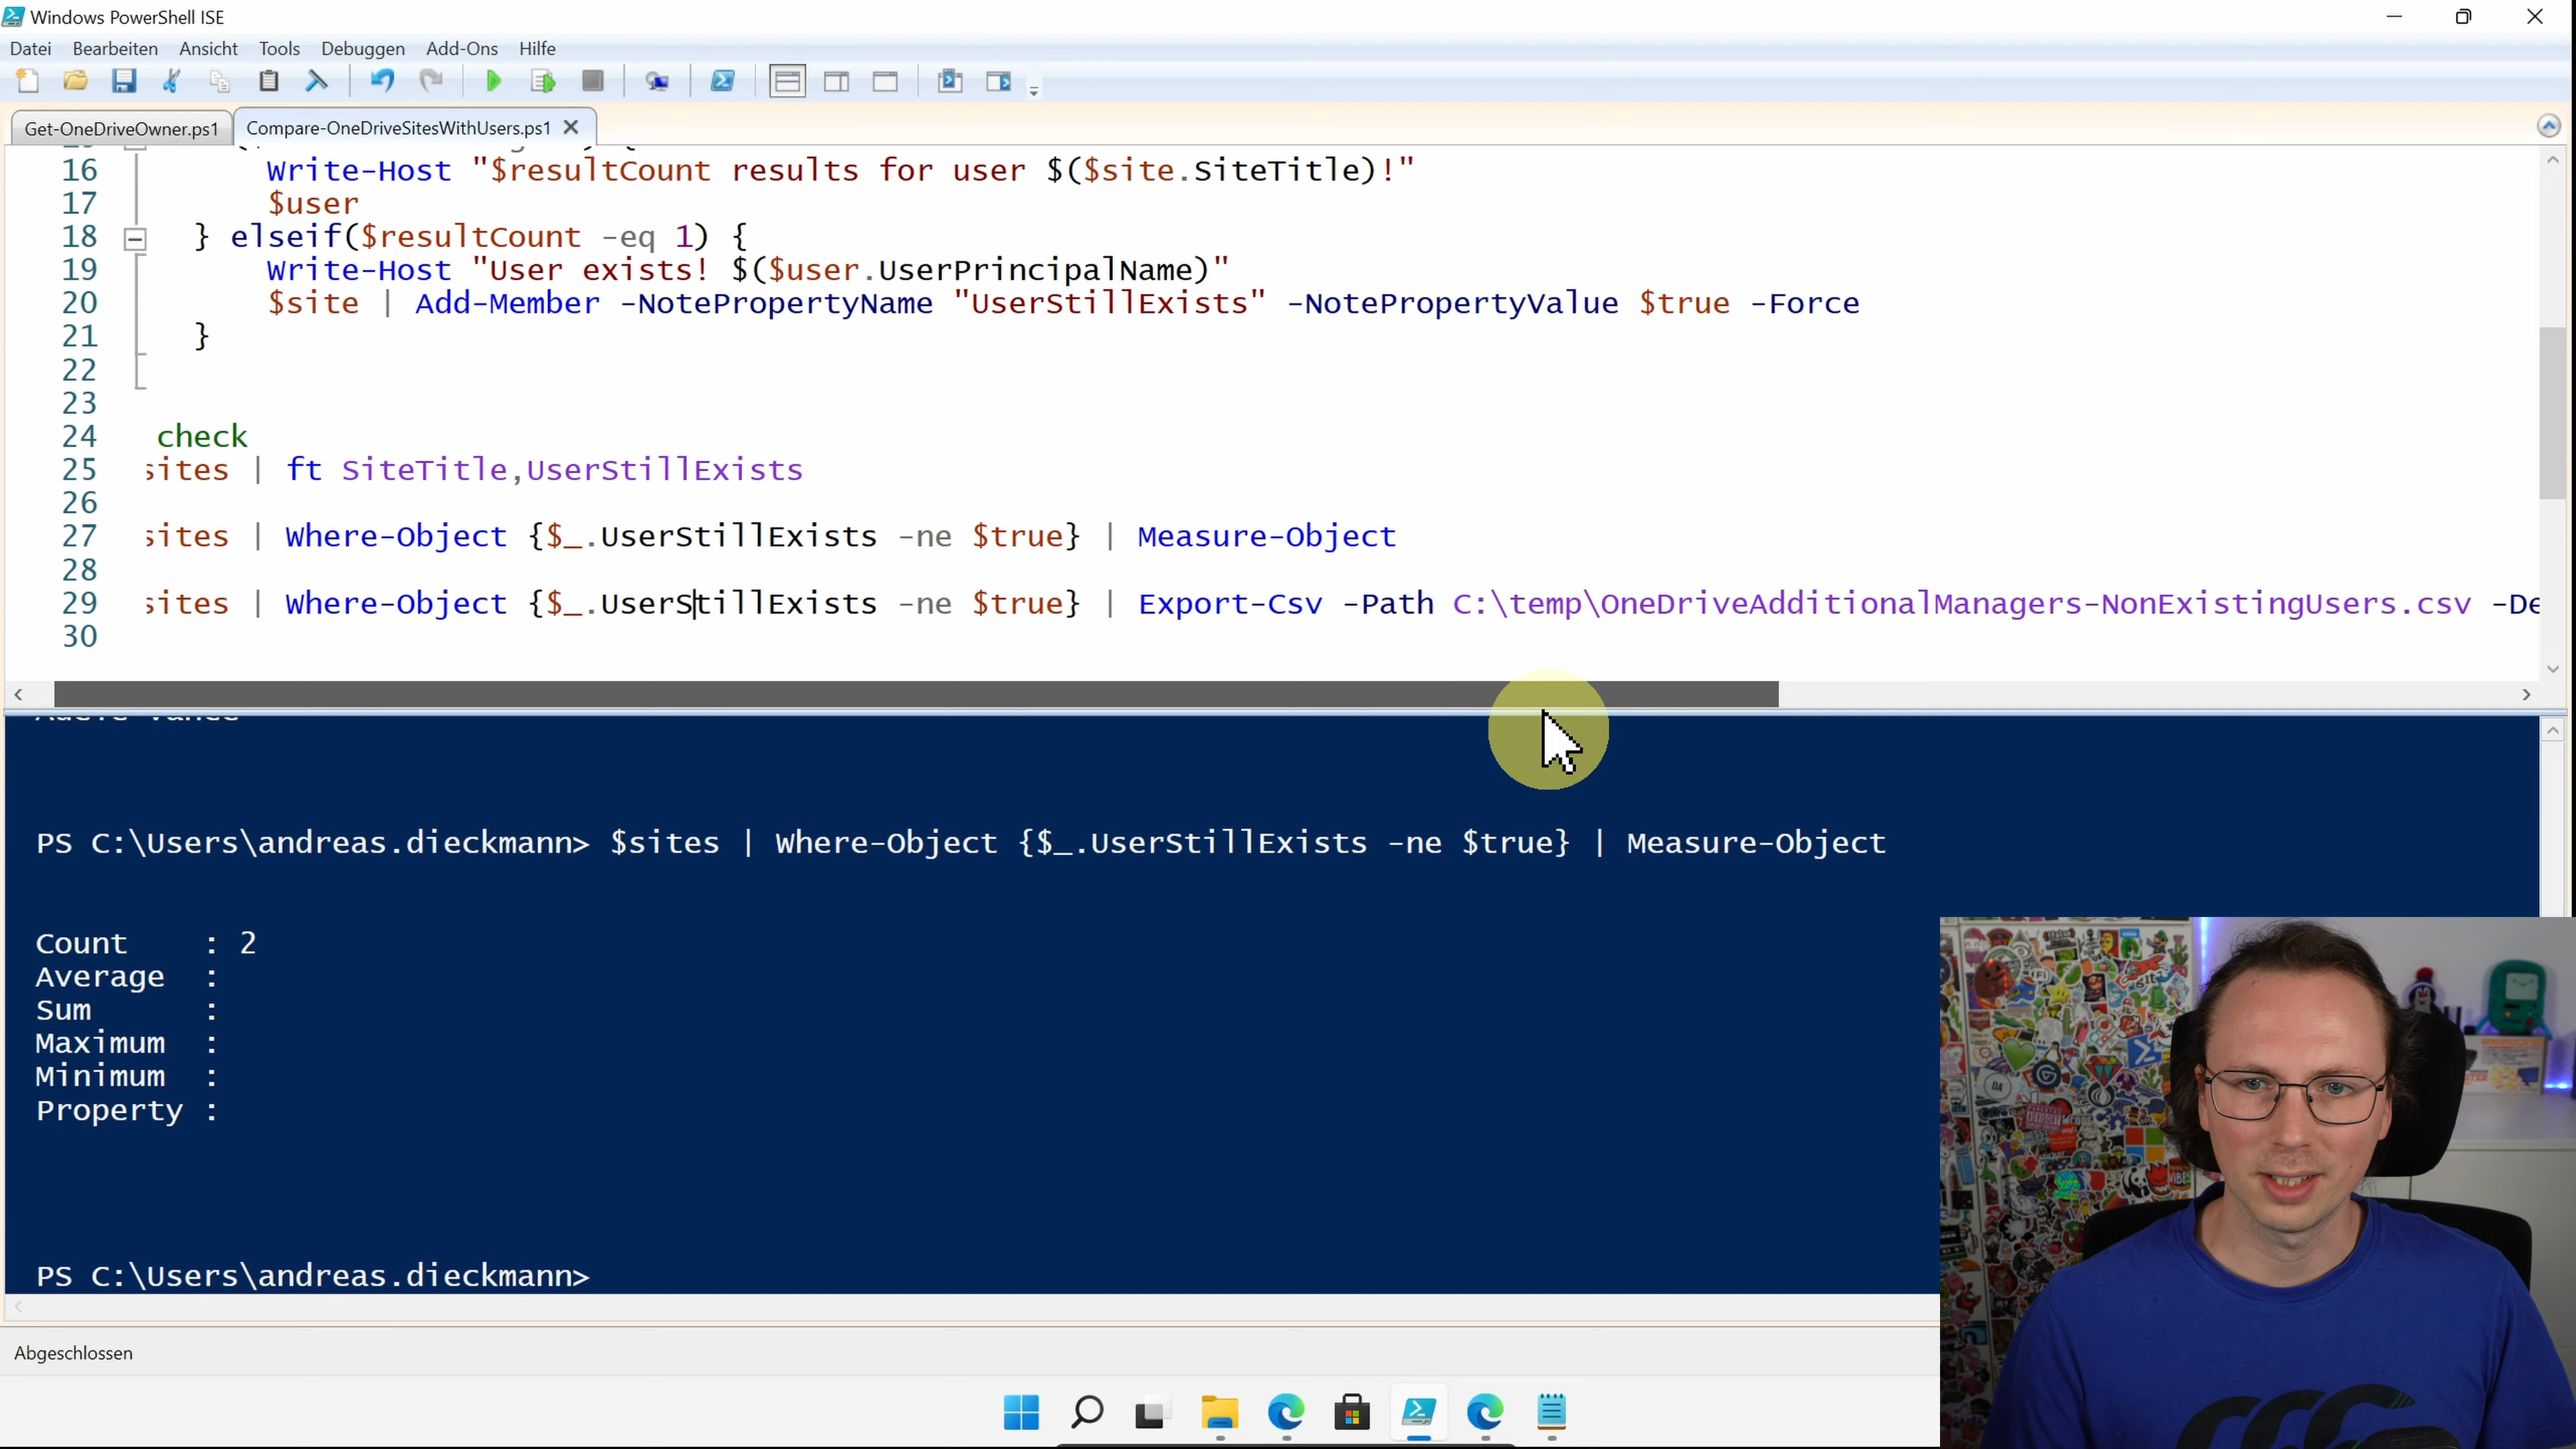 Windows PowerShell ISE
Datei Bearbeiten Ansicht Tools Debuggen Add-Ons Hilfe
Get-OneDriveOwner.ps1 Compare-OneDriveSitesWithUsers.ps1
16 Write-Host "$resultCount results for user $($site.SiteTitle)!"
17 $user
18 } elseif($resultCount -eq 1) {
19 Write-Host "User exists! $($user.UserPrincipalName)"
20 $site | Add-Member -NotePropertyName "UserStillExists" -NotePropertyValue $true -Force
21 }
22
23
24 check
25 sites | ft SiteTitle,UserStillExists
26
27 sites | Where-Object {$_.UserStillExists -ne $true} | Measure-Object
28
29 sites | Where-Object {$_.UserStillExists -ne $true} | Export-Csv -Path C:\temp\OneDriveAdditionalManagers-NonExistingUsers.csv -De
30
PS C:\Users\andreas.dieckmann> $sites | Where-Object {$_.UserStillExists -ne $true} | Measure-Object
Count : 2
Average :
Sum :
Maximum :
Minimum :
Property :
PS C:\Users\andreas.dieckmann>
Abgeschlossen